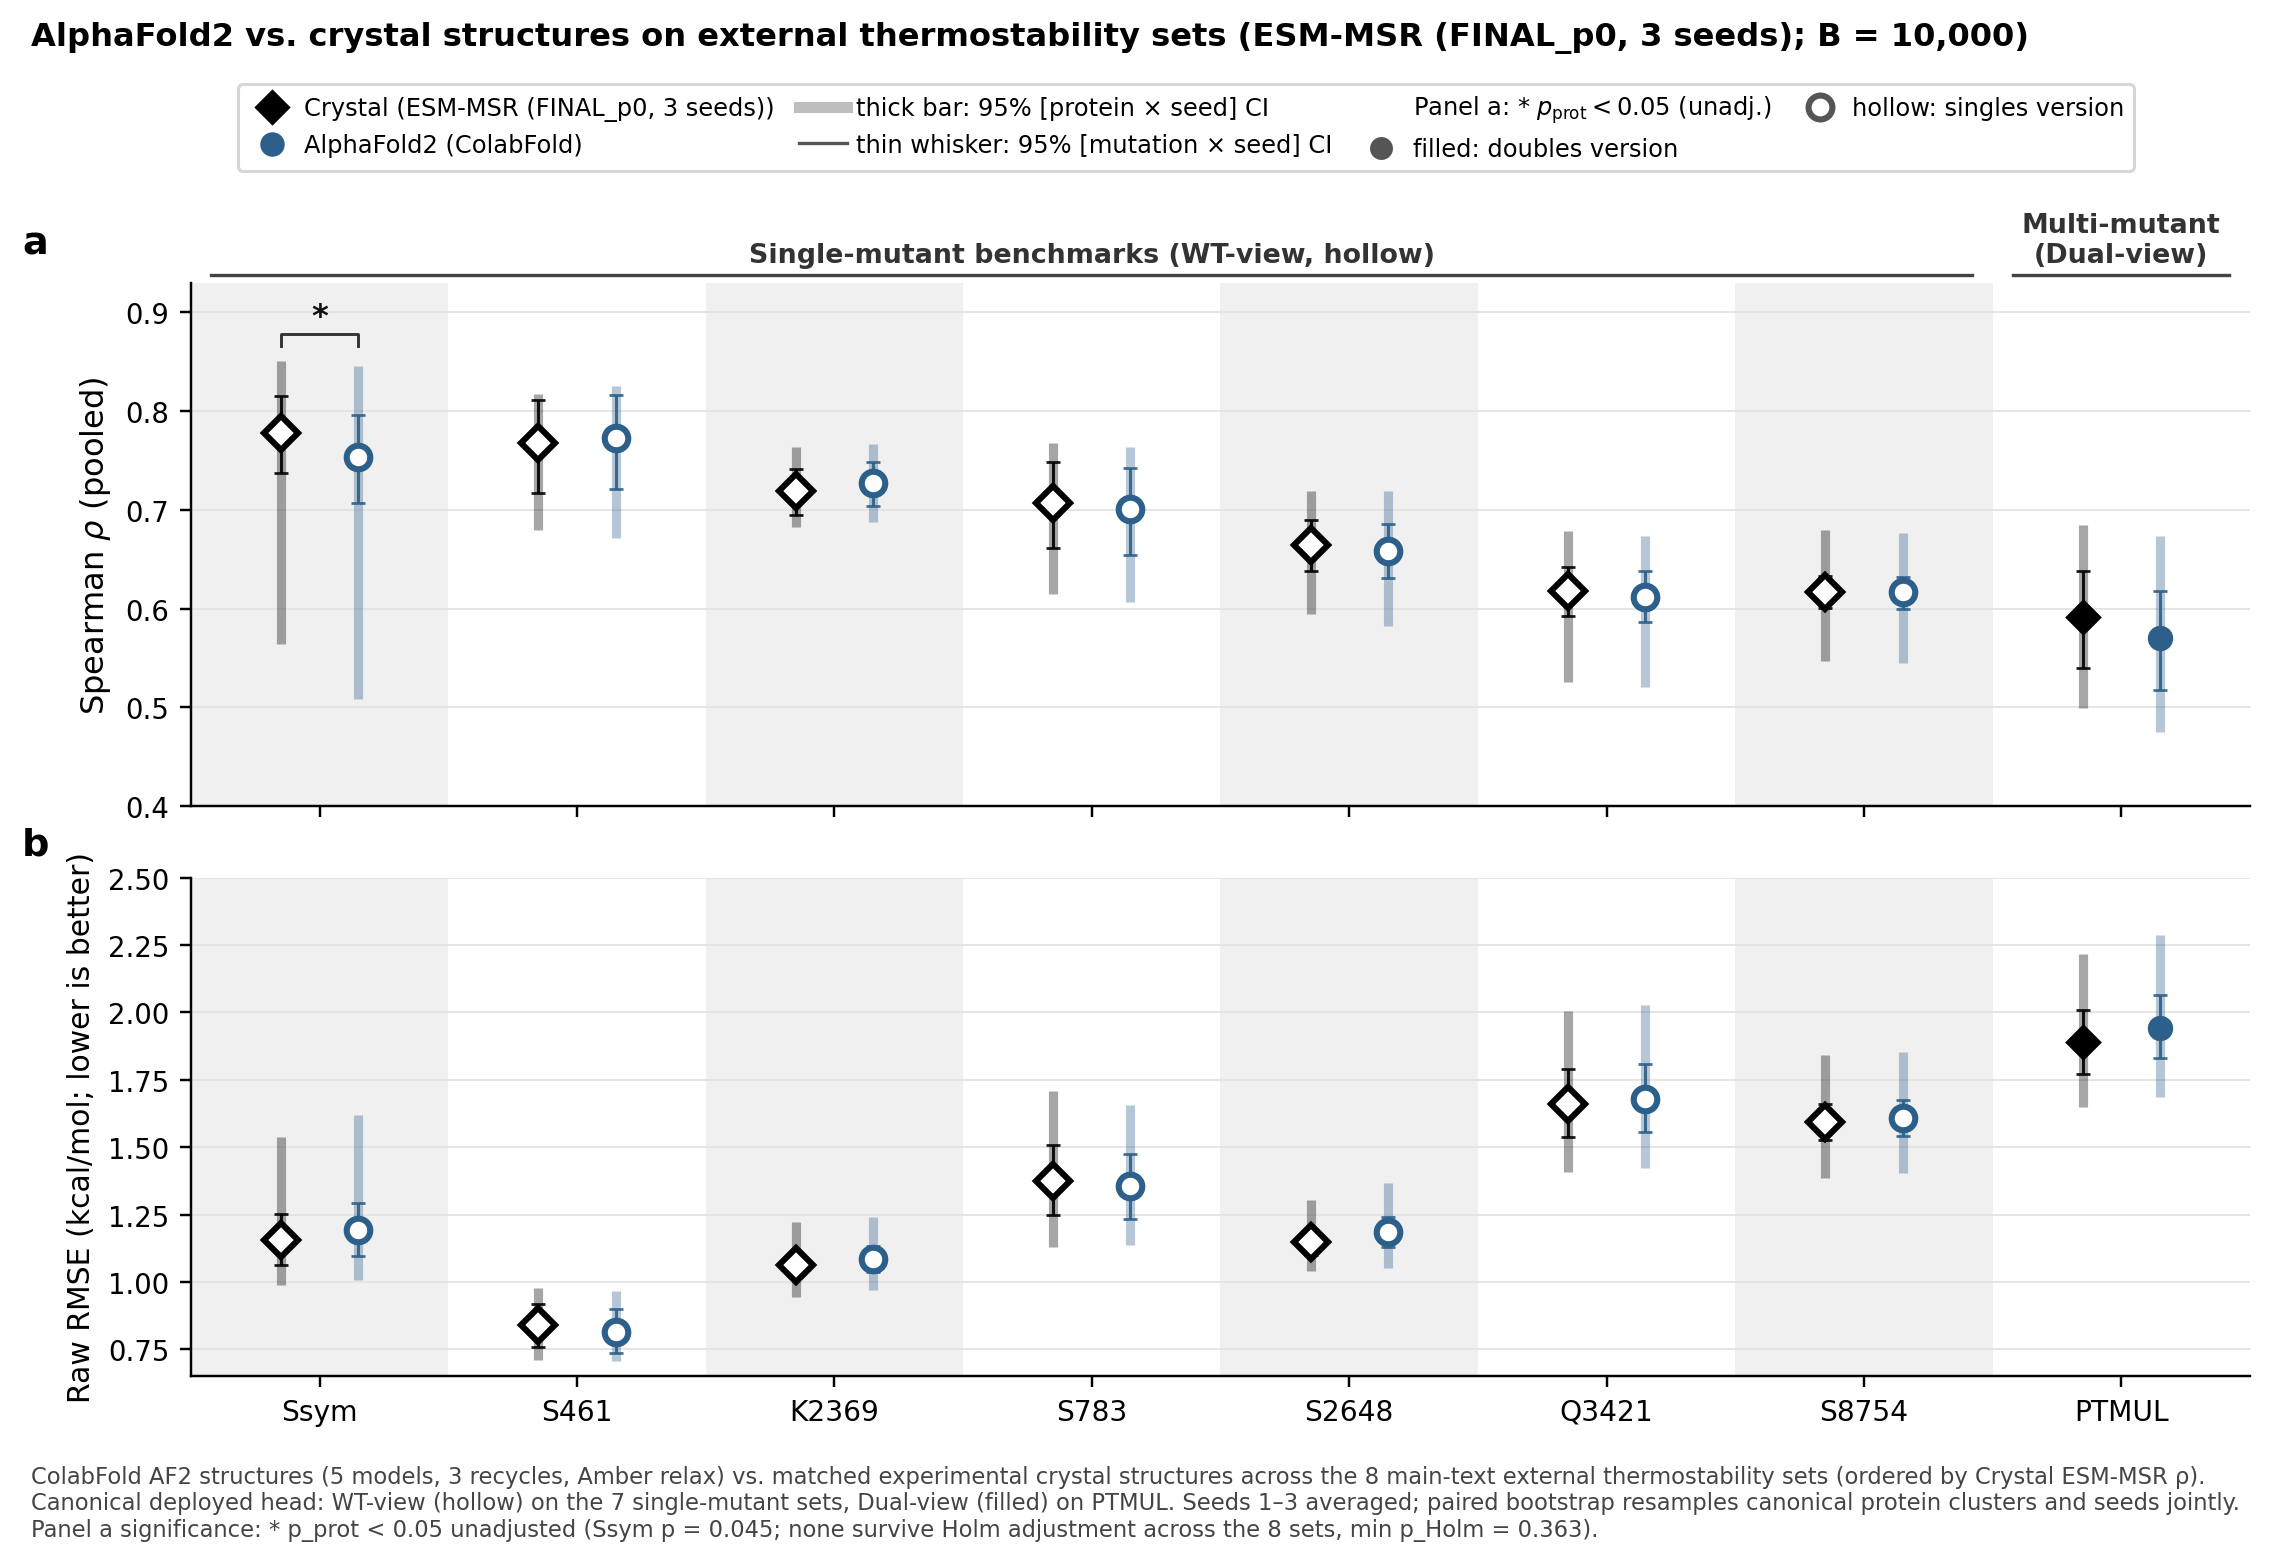 AlphaFold2 vs. crystal structures on external thermostability sets (ESM-MSR (FINAL_p0, 3 seeds); B = 10,000)
Crystal (ESM-MSR (FINAL_p0, 3 seeds))
AlphaFold2 (ColabFold)
thick bar: 95% [protein × seed] CI
thin whisker: 95% [mutation × seed] CI
Panel a: * p_prot < 0.05 (unadj.)
filled: doubles version
hollow: singles version
a
Single-mutant benchmarks (WT-view, hollow)
Multi-mutant
(Dual-view)
*
Spearman ρ (pooled)
0.9
0.8
0.7
0.6
0.5
0.4
b
Raw RMSE (kcal/mol; lower is better)
2.50
2.25
2.00
1.75
1.50
1.25
1.00
0.75
Ssym S461 K2369 S783 S2648 Q3421 S8754 PTMUL
ColabFold AF2 structures (5 models, 3 recycles, Amber relax) vs. matched experimental crystal structures across the 8 main-text external thermostability sets (ordered by Crystal ESM-MSR ρ).
Canonical deployed head: WT-view (hollow) on the 7 single-mutant sets, Dual-view (filled) on PTMUL. Seeds 1–3 averaged; paired bootstrap resamples canonical protein clusters and seeds jointly.
Panel a significance: * p_prot < 0.05 unadjusted (Ssym p = 0.045; none survive Holm adjustment across the 8 sets, min p_Holm = 0.363).